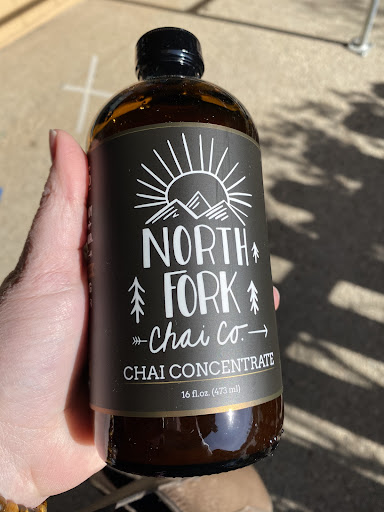 NORTH
FORK
Chai Co.
CHAI CONCENTRATE
16 fl.oz. (473 ml)